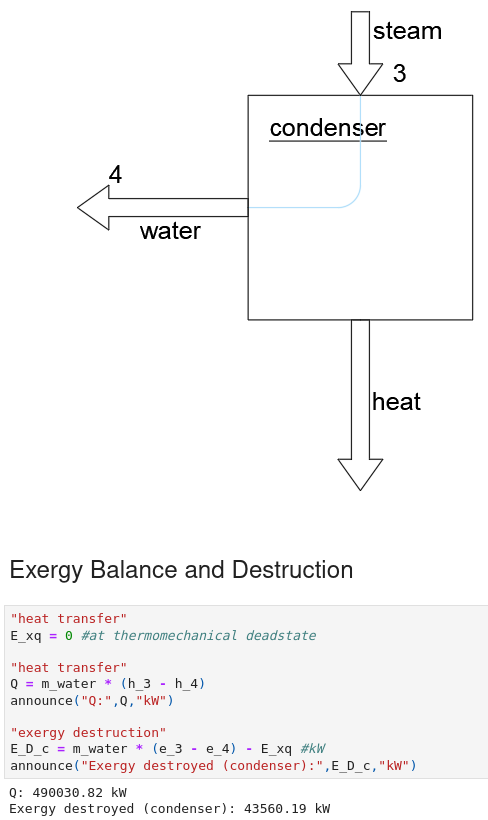 steam
3
condenser
4
water
heat
Exergy Balance and Destruction
"heat transfer"
E_xq = 0 #at thermomechanical deadstate
"heat transfer"
Q = m_water * (h_3 - h_4)
announce("Q:",Q,"kW")
"exergy destruction"
E_D_c = m_water * (e_3 - e_4) - E_xq #kW
announce("Exergy destroyed (condenser):",E_D_c,"kW")
Q: 490030.82 kW
Exergy destroyed (condenser): 43560.19 kW